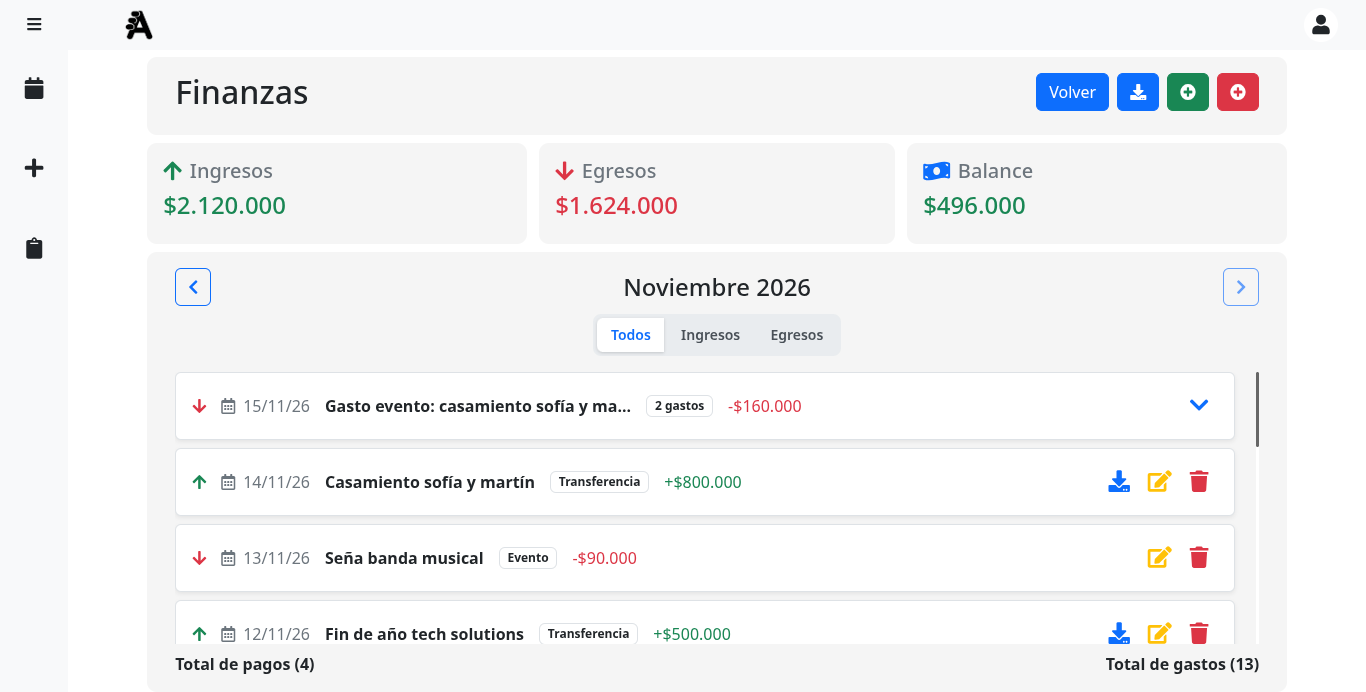 Finanzas
Volver
Ingresos
$2.120.000
Egresos
$1.624.000
Balance
$496.000
Noviembre 2026
Todos Ingresos Egresos
15/11/26 Gasto evento: casamiento sofía y ma... 2 gastos -$160.000
14/11/26 Casamiento sofía y martín Transferencia +$800.000
13/11/26 Seña banda musical Evento -$90.000
12/11/26 Fin de año tech solutions Transferencia +$500.000
Total de pagos (4) Total de gastos (13)